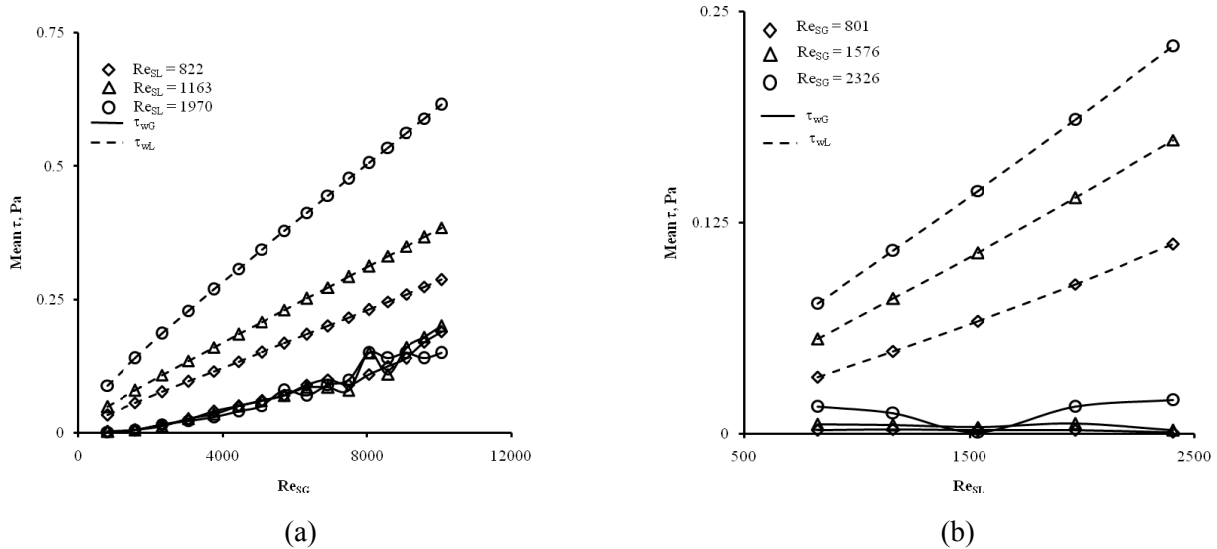 0.75
0.5
0.25
0
0
4000
8000
12000
Mean τ, Pa
Re_SG
Re_SL = 822
Re_SL = 1163
Re_SL = 1970
τ_wG
τ_wL
(a)
0.25
0.125
0
500
1500
2500
Mean τ, Pa
Re_SL
Re_SG = 801
Re_SG = 1576
Re_SG = 2326
τ_wG
τ_wL
(b)